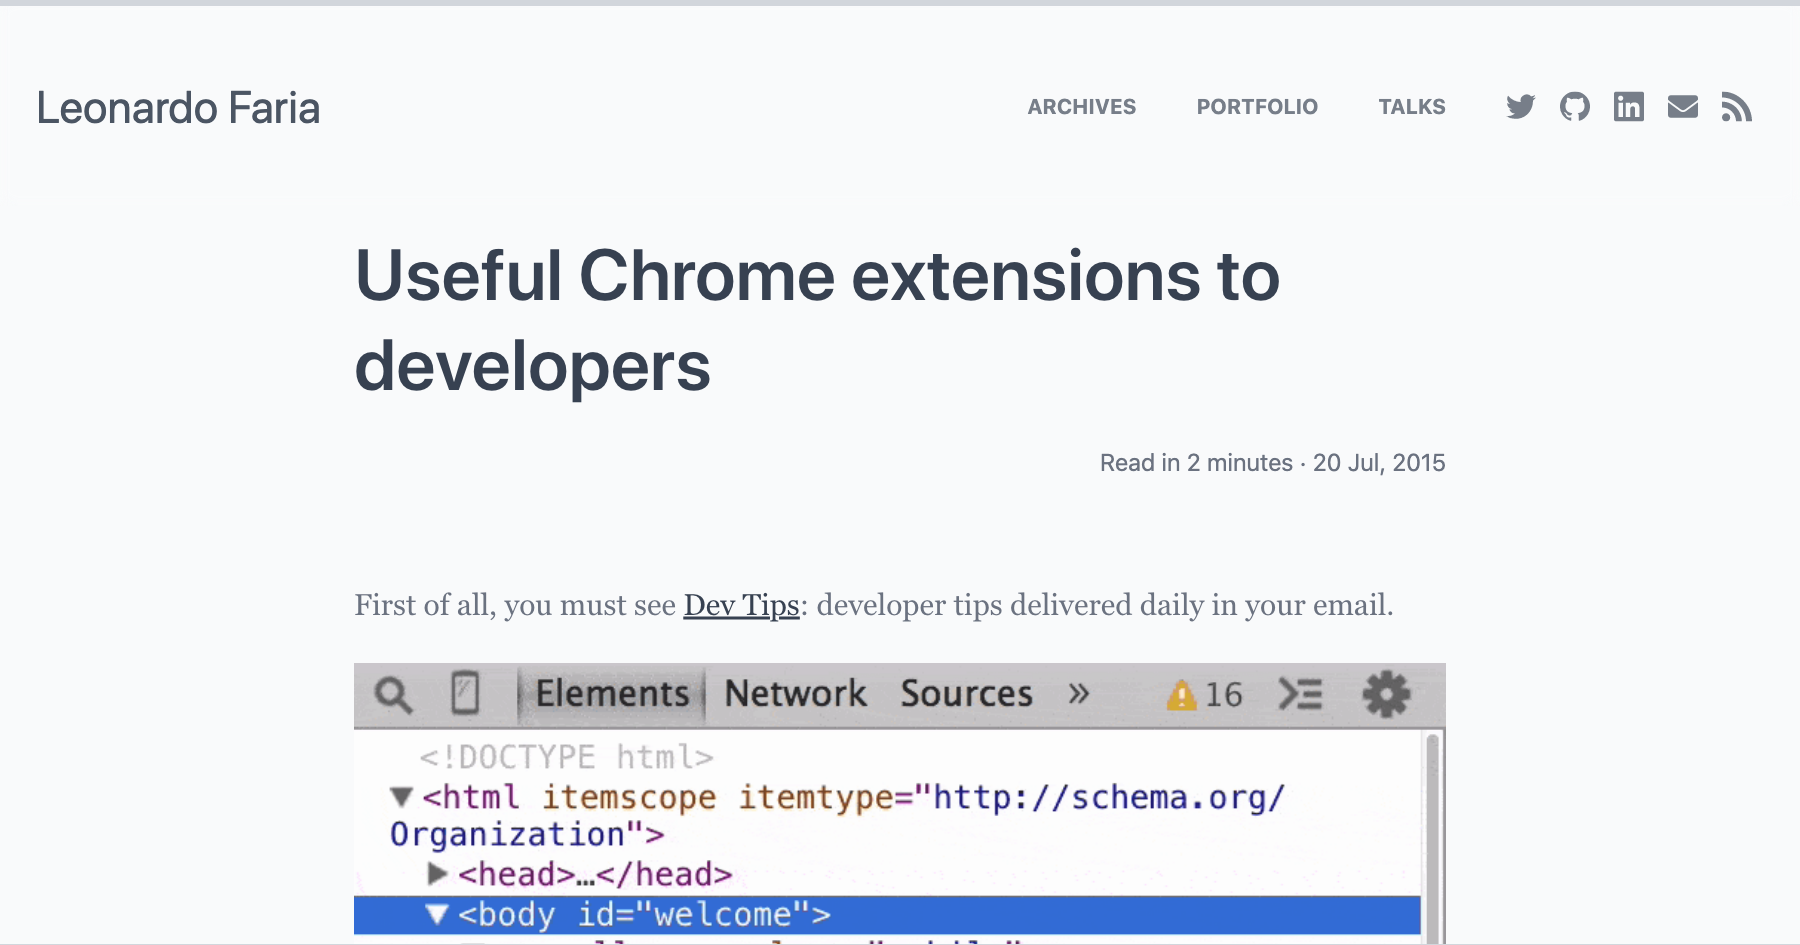 Leonardo Faria
ARCHIVES PORTFOLIO TALKS
Useful Chrome extensions to
developers
Read in 2 minutes · 20 Jul, 2015
First of all, you must see Dev Tips: developer tips delivered daily in your email.
Elements Network Sources » 16
<!DOCTYPE html>
▼<html itemscope itemtype="http://schema.org/
Organization">
▶<head>…</head>
▼<body id="welcome">